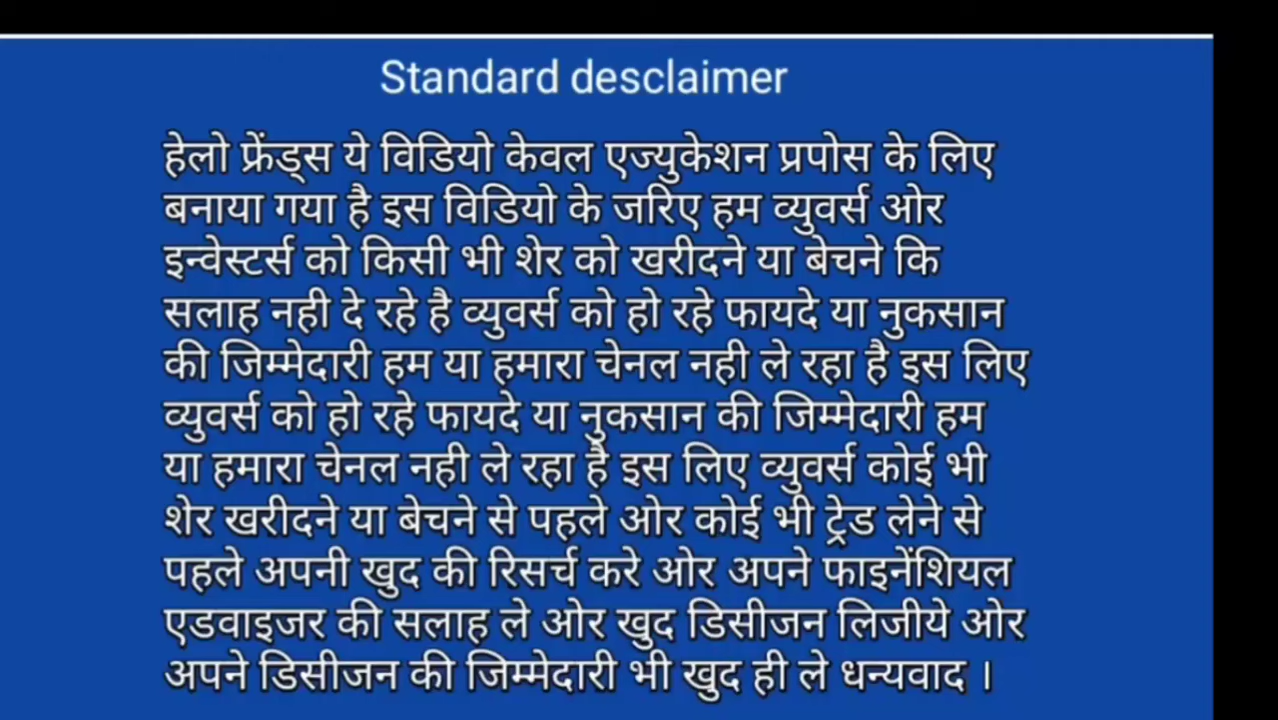 Standard desclaimer
हेलो फ्रेंड्स ये विडियो केवल एज्युकेशन प्रपोस के लिए
बनाया गया है इस विडियो के जरिए हम व्युवर्स ओर
इन्वेस्टर्स को किसी भी शेर को खरीदने या बेचने कि
सलाह नही दे रहे है व्युवर्स को हो रहे फायदे या नुकसान
की जिम्मेदारी हम या हमारा चेनल नही ले रहा है इस लिए
व्युवर्स को हो रहे फायदे या नुकसान की जिम्मेदारी हम
या हमारा चेनल नही ले रहा है इस लिए व्युवर्स कोई भी
शेर खरीदने या बेचने से पहले ओर कोई भी ट्रेड लेने से
पहले अपनी खुद की रिसर्च करे ओर अपने फाइनेंशियल
एडवाइजर की सलाह ले ओर खुद डिसीजन लिजीये ओर
अपने डिसीजन की जिम्मेदारी भी खुद ही ले धन्यवाद ।